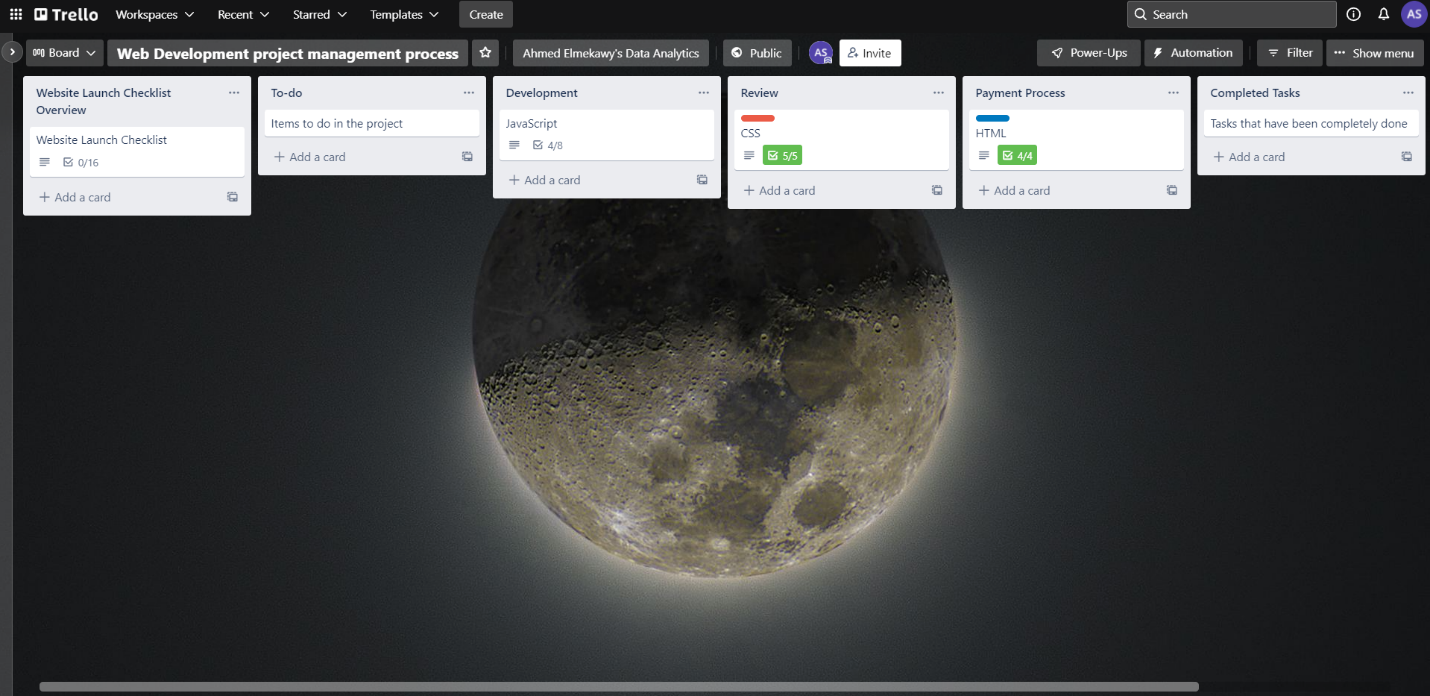 Trello
Workspaces
Recent
Starred
Templates
Create
Search
AS
Board
Web Development project management process
Ahmed Elmekawy's Data Analytics
Public
AS
Invite
Power-Ups
Automation
Filter
Show menu
Website Launch Checklist
Overview
Website Launch Checklist
0/16
Add a card
To-do
Items to do in the project
Add a card
Development
JavaScript
4/8
Add a card
Review
CSS
5/5
Add a card
Payment Process
HTML
4/4
Add a card
Completed Tasks
Tasks that have been completely done
Add a card